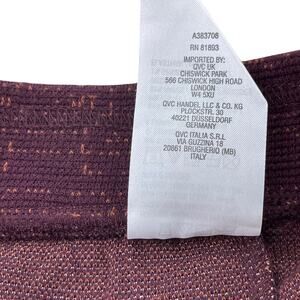 A383706
RN 81893
IMPORTED BY:
QVC UK
CHISWICK PARK
566 CHISWICK HIGH ROAD
LONDON
W4 5XU
QVC HANDEL LLC & CO. KG
PLOCKSTR. 30
40221 DÜSSELDORF
GERMANY
QVC ITALIA S.R.L
VIA GUZZINA 18
20861 BRUGHERIO (MB)
ITALY